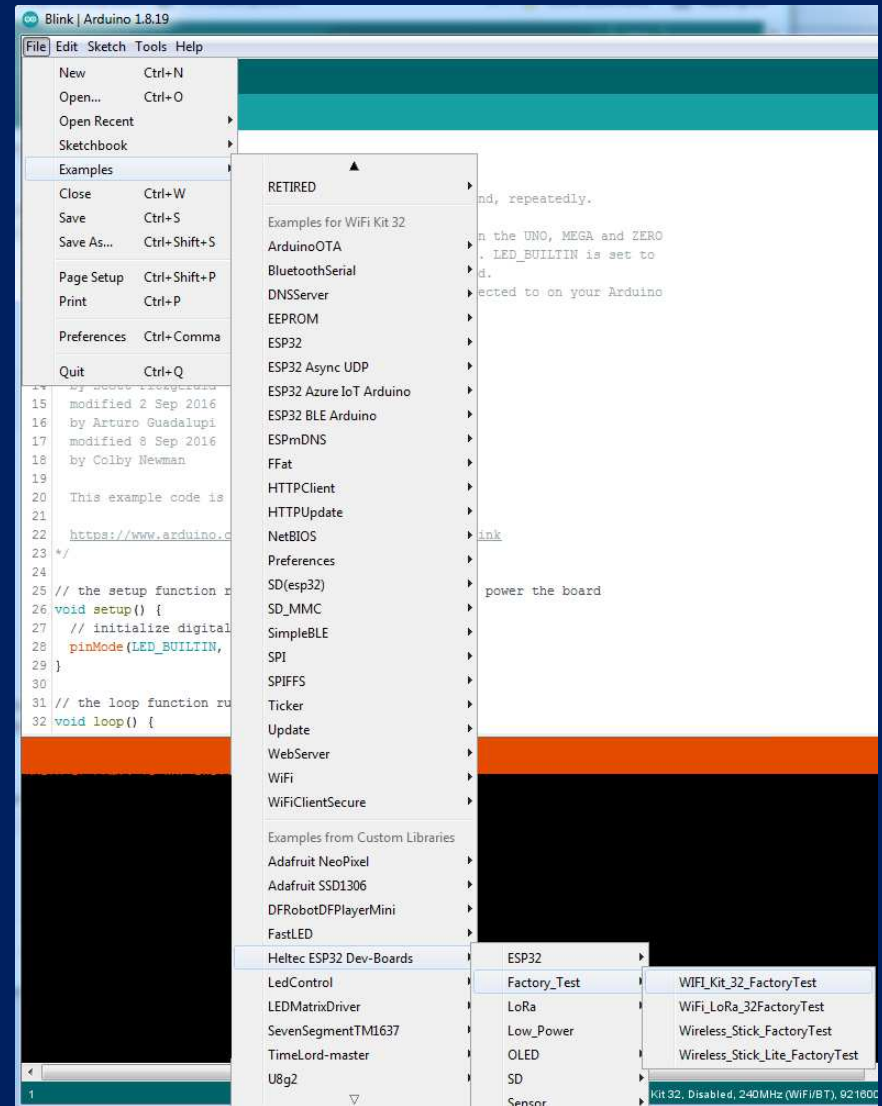 Blink | Arduino 1.8.19
File Edit Sketch Tools Help
New Ctrl+N
Open... Ctrl+O
Open Recent
Sketchbook
Examples
Close Ctrl+W
Save Ctrl+S
Save As... Ctrl+Shift+S
Page Setup Ctrl+Shift+P
Print Ctrl+P
Preferences Ctrl+Comma
Quit Ctrl+Q
RETIRED
Examples for WiFi Kit 32
ArduinoOTA
BluetoothSerial
DNSServer
EEPROM
ESP32
ESP32 Async UDP
ESP32 Azure IoT Arduino
ESP32 BLE Arduino
ESPmDNS
FFat
HTTPClient
HTTPUpdate
NetBIOS
Preferences
SD(esp32)
SD_MMC
SimpleBLE
SPI
SPIFFS
Ticker
Update
WebServer
WiFi
WiFiClientSecure
Examples from Custom Libraries
Adafruit NeoPixel
Adafruit SSD1306
DFRobotDFPlayerMini
FastLED
Heltec ESP32 Dev-Boards
LedControl
LEDMatrixDriver
SevenSegmentTM1637
TimeLord-master
U8g2
ESP32
Factory_Test
LoRa
Low_Power
OLED
SD
Sensor
WIFI_Kit_32_FactoryTest
WiFi_LoRa_32FactoryTest
Wireless_Stick_FactoryTest
Wireless_Stick_Lite_FactoryTest
nd, repeatedly.
n the UNO, MEGA and ZERO
. LED_BUILTIN is set to
d.
ected to on your Arduino
15 modified 2 Sep 2016
16 by Arturo Guadalupi
17 modified 8 Sep 2016
18 by Colby Newman
19
20 This example code is
21
22 https://www.arduino.c ink
23 */
24
25 // the setup function r power the board
26 void setup() {
27 // initialize digital
28 pinMode(LED_BUILTIN,
29 }
30
31 // the loop function ru
32 void loop() {
1 Kit 32, Disabled, 240MHz (WiFi/BT), 921600